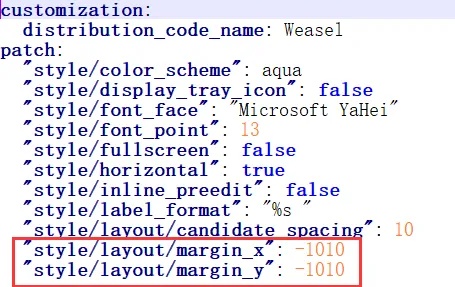 customization:
  distribution_code_name: Weasel
patch:
  "style/color_scheme": aqua
  "style/display_tray_icon": false
  "style/font_face": "Microsoft YaHei"
  "style/font_point": 13
  "style/fullscreen": false
  "style/horizontal": true
  "style/inline_preedit": false
  "style/label_format": "%s "
  "style/layout/candidate_spacing": 10
  "style/layout/margin_x": -1010
  "style/layout/margin_y": -1010